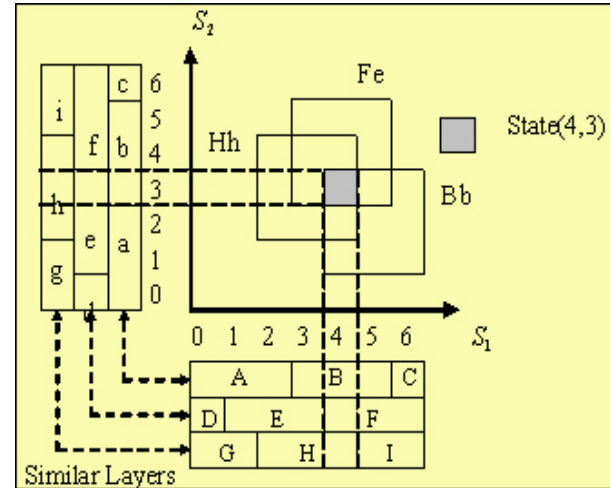 S₂
c 6
i 5 Fe
f b State(4,3)
4 Hh
h 3 Bb
2
e a
g 1
0
0 1 2 3 4 5 6 S₁
A B C
D E F
G H I
Similar Layers